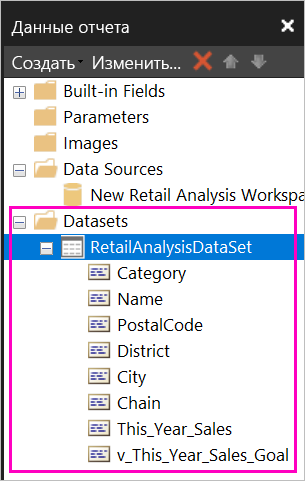 Данные отчета
Создать Изменить...
Built-in Fields
Parameters
Images
Data Sources
New Retail Analysis Workspa
Datasets
RetailAnalysisDataSet
Category
Name
PostalCode
District
City
Chain
This_Year_Sales
v_This_Year_Sales_Goal